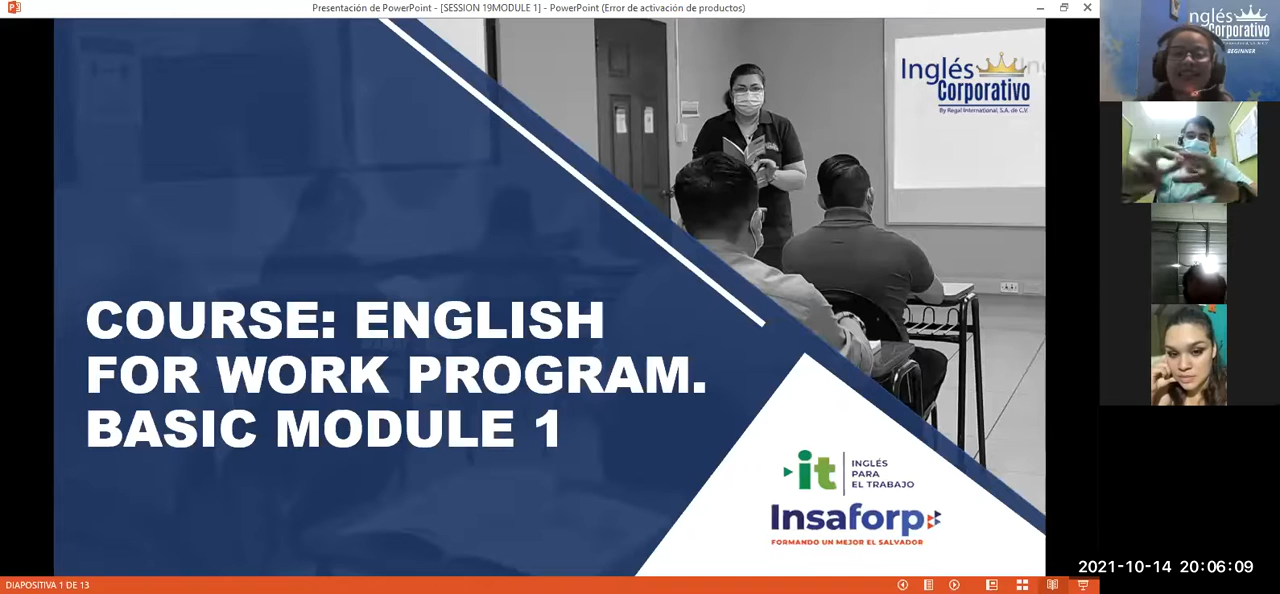 Presentación de PowerPoint - [SESSION 19MODULE 1] - PowerPoint (Error de activación de productos)
Inglés
Corporativo
By Regal International, S.A. de C.V.
nglés
Corporativo
BEGINNER
COURSE: ENGLISH
FOR WORK PROGRAM.
BASIC MODULE 1
it
INGLÉS
PARA
EL TRABAJO
Insaforp
FORMANDO UN MEJOR EL SALVADOR
2021-10-14 20:06:09
DIAPOSITIVA 1 DE 13